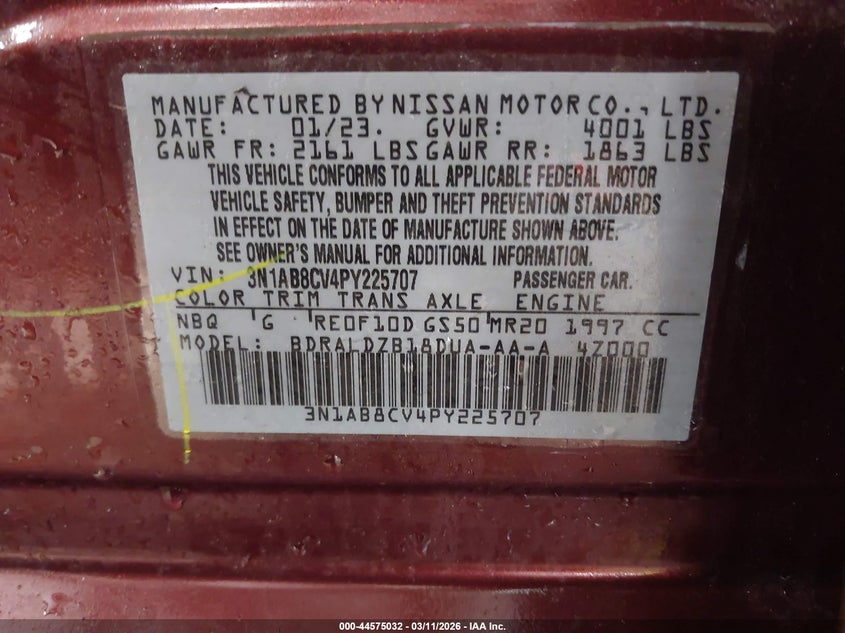 MANUFACTURED BY NISSAN MOTOR CO., LTD.
DATE: 01/23. GVWR: 4001 LBS
GAWR FR: 2161 LBS GAWR RR: 1863 LBS
THIS VEHICLE CONFORMS TO ALL APPLICABLE FEDERAL MOTOR
VEHICLE SAFETY, BUMPER AND THEFT PREVENTION STANDARDS
IN EFFECT ON THE DATE OF MANUFACTURE SHOWN ABOVE.
SEE OWNER'S MANUAL FOR ADDITIONAL INFORMATION.
VIN: 3N1AB8CV4PY225707 PASSENGER CAR.
COLOR TRIM TRANS AXLE ENGINE
NBQ G RE0F10D GS50 MR20 1997 CC
MODEL: BDRALDZB18DUA-AA-A 4Z000
3N1AB8CV4PY225707
000-44575032 - 03/11/2026 - IAA Inc.